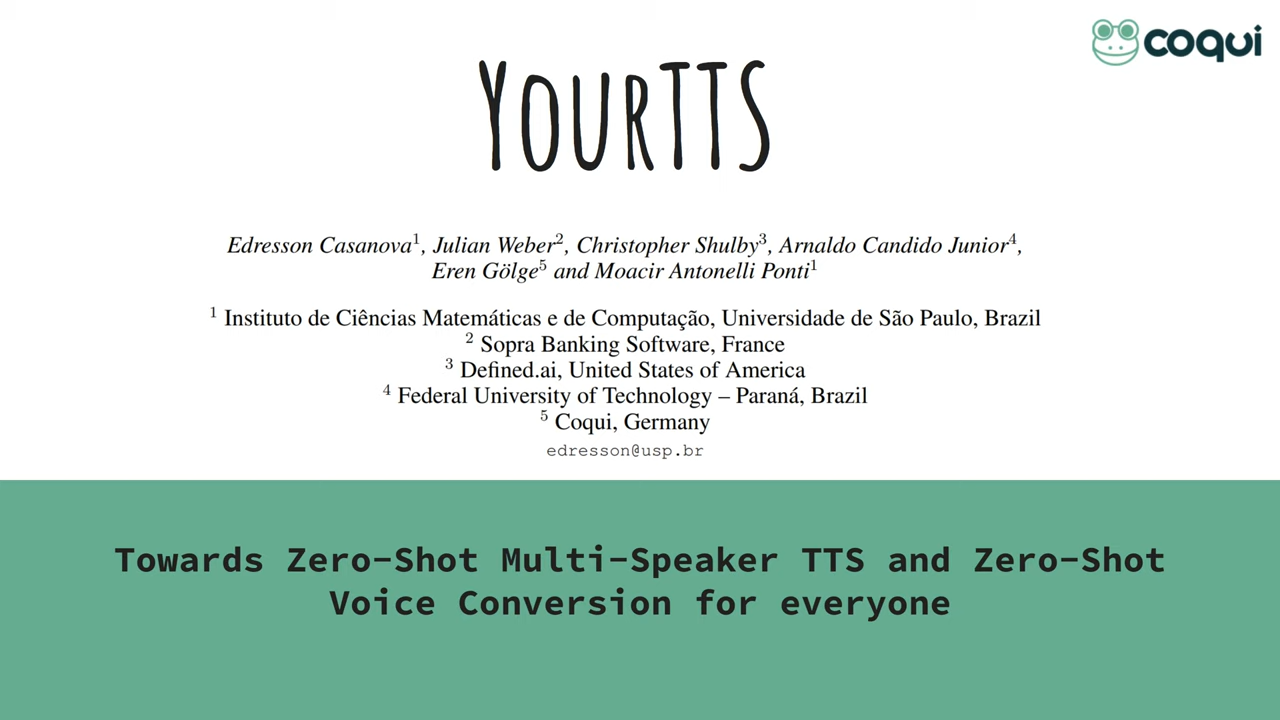 coqui
YOURTTS
Edresson Casanova¹, Julian Weber², Christopher Shulby³, Arnaldo Candido Junior⁴,
Eren Gölge⁵ and Moacir Antonelli Ponti¹
¹ Instituto de Ciências Matemáticas e de Computação, Universidade de São Paulo, Brazil
² Sopra Banking Software, France
³ Defined.ai, United States of America
⁴ Federal University of Technology – Paraná, Brazil
⁵ Coqui, Germany
edresson@usp.br
Towards Zero-Shot Multi-Speaker TTS and Zero-Shot
Voice Conversion for everyone